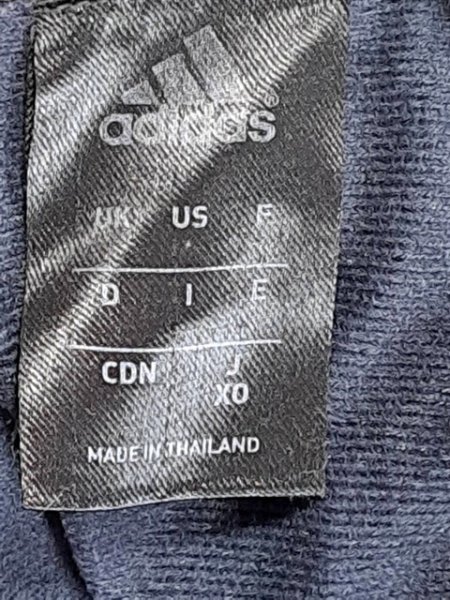 adidas®
UK US F
D I E
CDN J
XO
MADE IN THAILAND